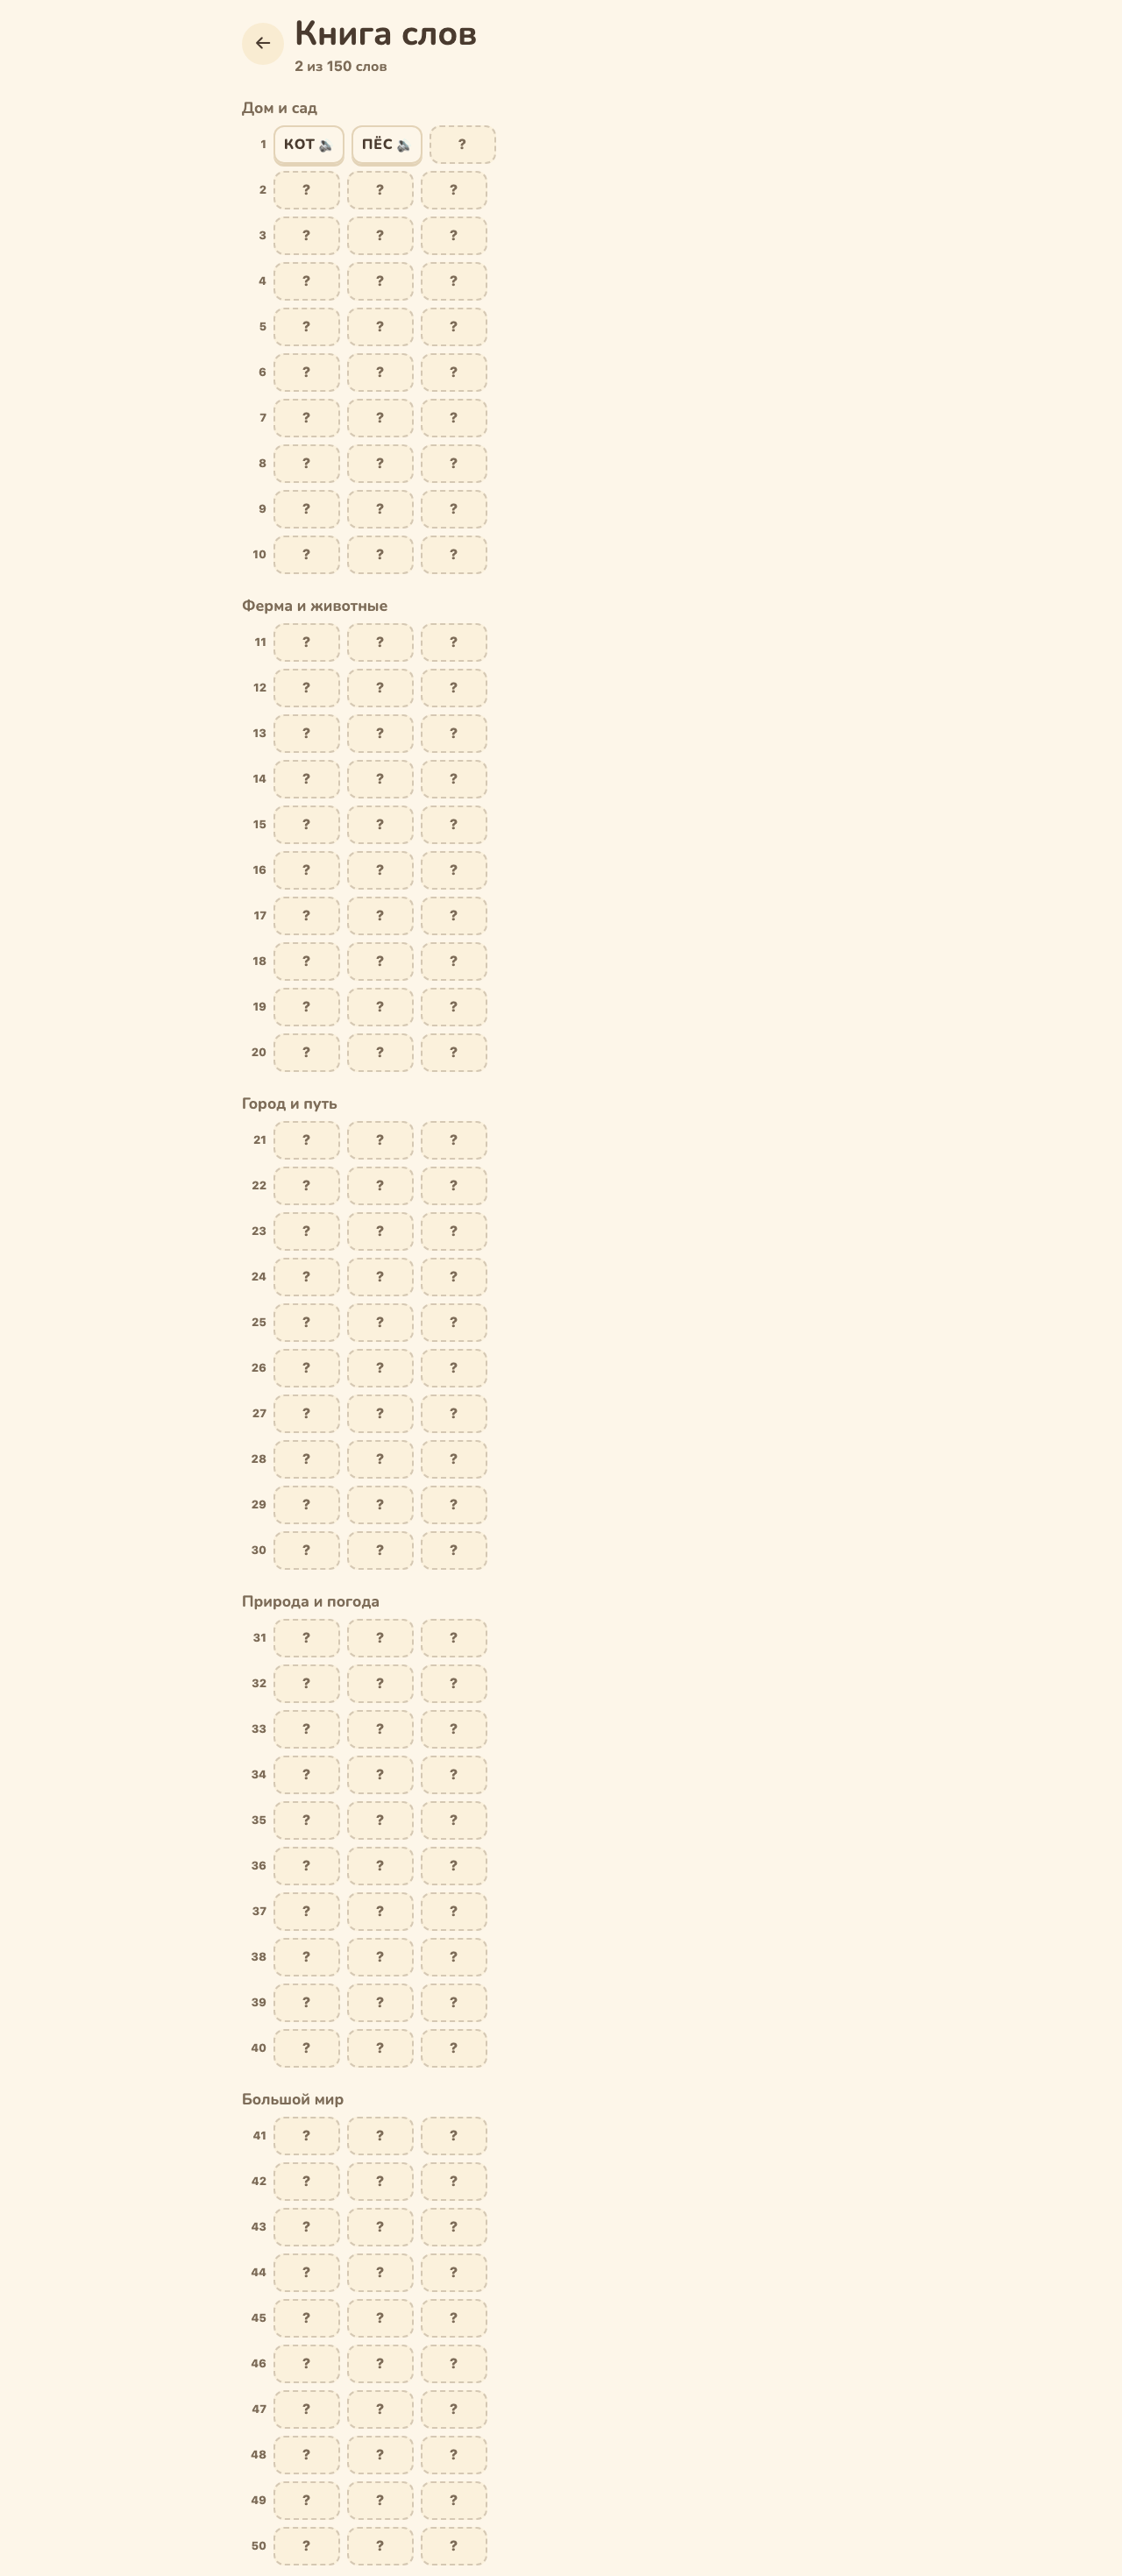 Книга слов
2 из 150 слов
Дом и сад
1 КОТ ПЁС ?
2 ? ? ?
3 ? ? ?
4 ? ? ?
5 ? ? ?
6 ? ? ?
7 ? ? ?
8 ? ? ?
9 ? ? ?
10 ? ? ?
Ферма и животные
11 ? ? ?
12 ? ? ?
13 ? ? ?
14 ? ? ?
15 ? ? ?
16 ? ? ?
17 ? ? ?
18 ? ? ?
19 ? ? ?
20 ? ? ?
Город и путь
21 ? ? ?
22 ? ? ?
23 ? ? ?
24 ? ? ?
25 ? ? ?
26 ? ? ?
27 ? ? ?
28 ? ? ?
29 ? ? ?
30 ? ? ?
Природа и погода
31 ? ? ?
32 ? ? ?
33 ? ? ?
34 ? ? ?
35 ? ? ?
36 ? ? ?
37 ? ? ?
38 ? ? ?
39 ? ? ?
40 ? ? ?
Большой мир
41 ? ? ?
42 ? ? ?
43 ? ? ?
44 ? ? ?
45 ? ? ?
46 ? ? ?
47 ? ? ?
48 ? ? ?
49 ? ? ?
50 ? ? ?